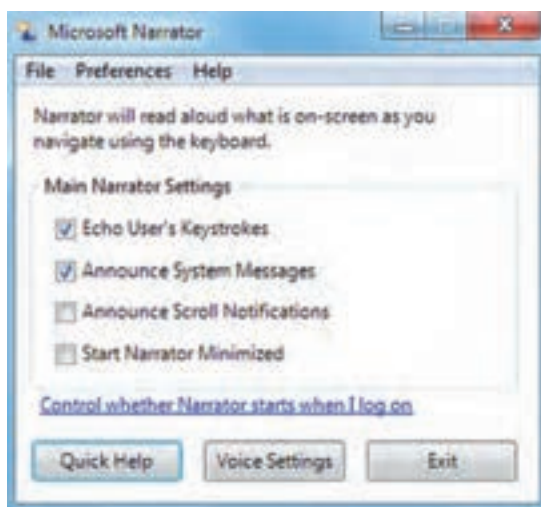 Microsoft Narrator
File Preferences Help
Narrator will read aloud what is on-screen as you
navigate using the keyboard.
Main Narrator Settings
Echo User's Keystrokes
Announce System Messages
Announce Scroll Notifications
Start Narrator Minimized
Control whether Narrator starts when I log on
Quick Help Voice Settings Exit